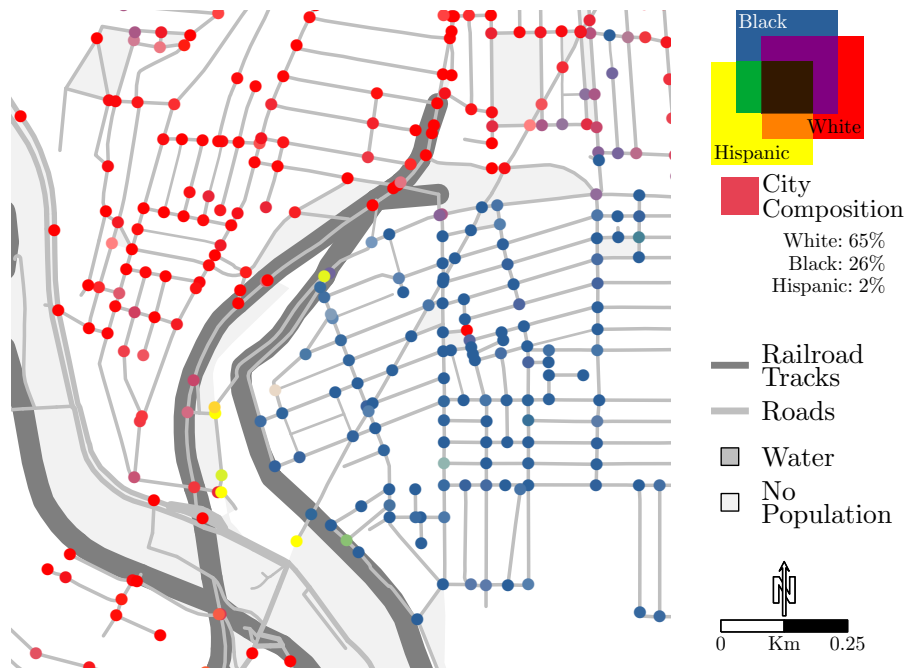 Black
White
Hispanic
City
Composition
White: 65%
Black: 26%
Hispanic: 2%
Railroad
Tracks
Roads
Water
No
Population
N
0 Km 0.25